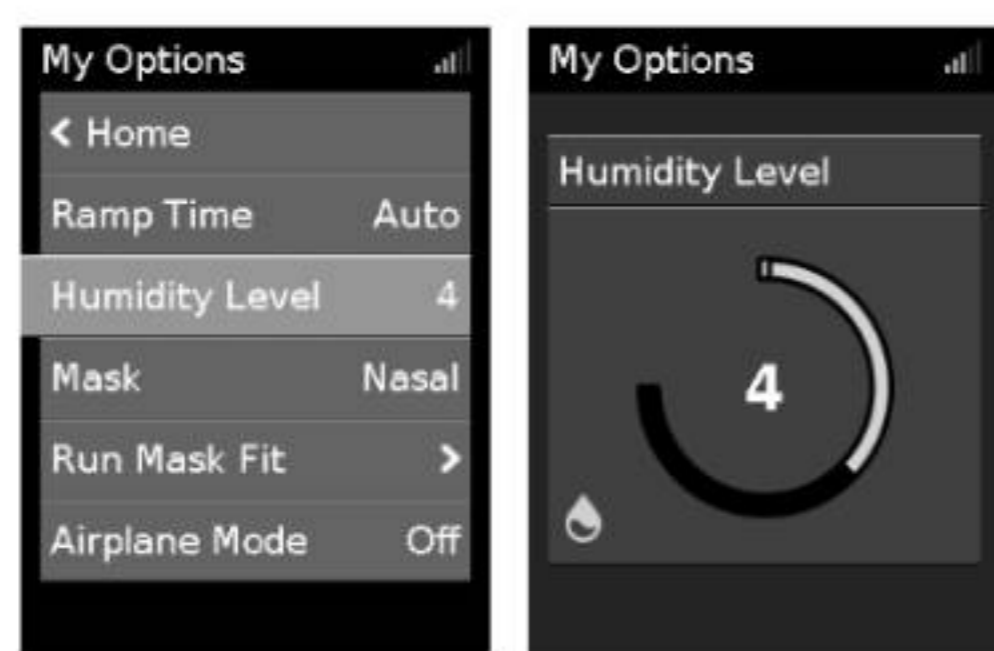 My Options
< Home
Ramp Time Auto
Humidity Level 4
Mask Nasal
Run Mask Fit >
Airplane Mode Off
My Options
Humidity Level
4